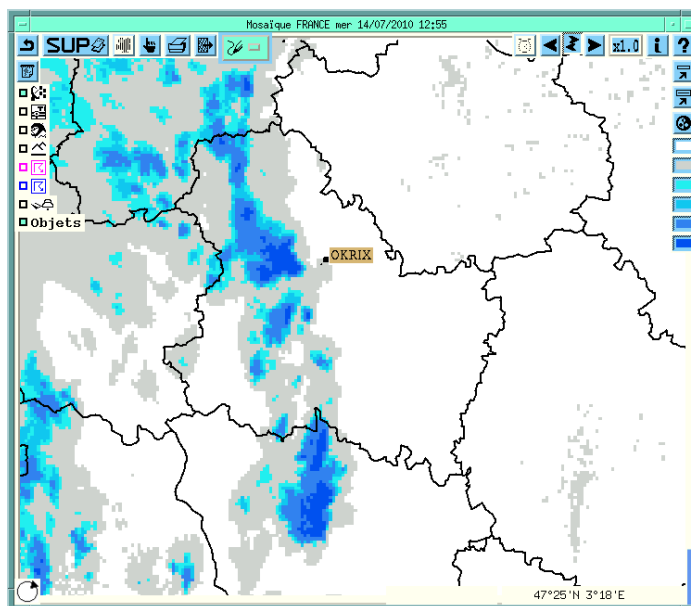 Mosaïque FRANCE mer 14/07/2010 12:55
SUP x1.0 i ?
Objets
OKRIX
47°25'N 3°18'E